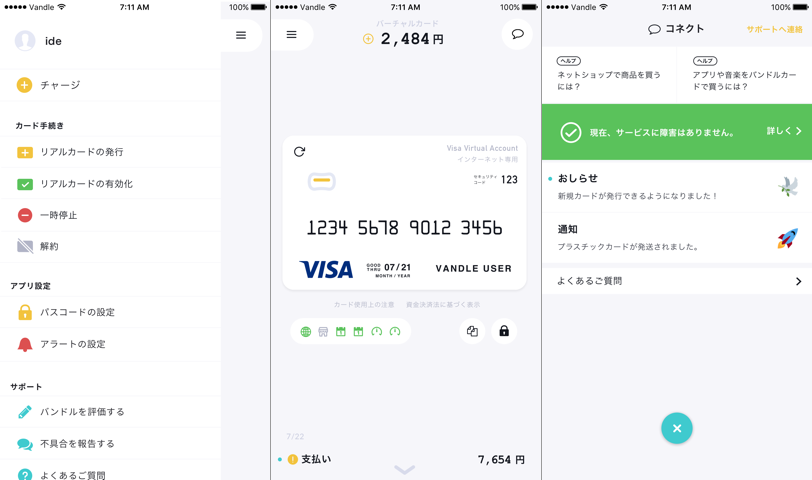 Vandle
7:11 AM
100%
ide
チャージ
カード手続き
リアルカードの発行
リアルカードの有効化
一時停止
解約
アプリ設定
パスコードの設定
アラートの設定
サポート
バンドルを評価する
不具合を報告する
よくあるご質問
Vandle
7:11 AM
100%
バーチャルカード
2,484 円
Visa Virtual Account
インターネット専用
セキュリティ
コード
123
1234 5678 9012 3456
VISA
GOOD
THRU
07/21
MONTH / YEAR
VANDLE USER
カード使用上の注意 資金決済法に基づく表示
7/22
支払い
7,654 円
Vandle
7:11 AM
100%
コネクト
サポートへ連絡
ヘルプ
ネットショップで商品を買う
には？
ヘルプ
アプリや音楽をバンドルカー
ドで買うには？
現在、サービスに障害はありません。
詳しく
おしらせ
新規カードが発行できるようになりました！
通知
プラスチックカードが発送されました。
よくあるご質問